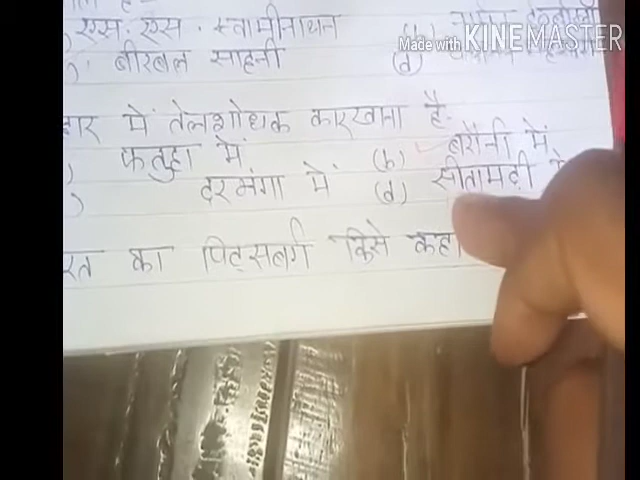 Made with KINEMASTER
) एस. एस. स्वामीनाथन
). बीरबल साहनी (d)
हार में तेलशोधक कारखाना है-
) फतुहा में (b) बरौनी में
) दरभंगा में (d) सीतामढ़ी
रत का पिट्सबर्ग किसे कहा